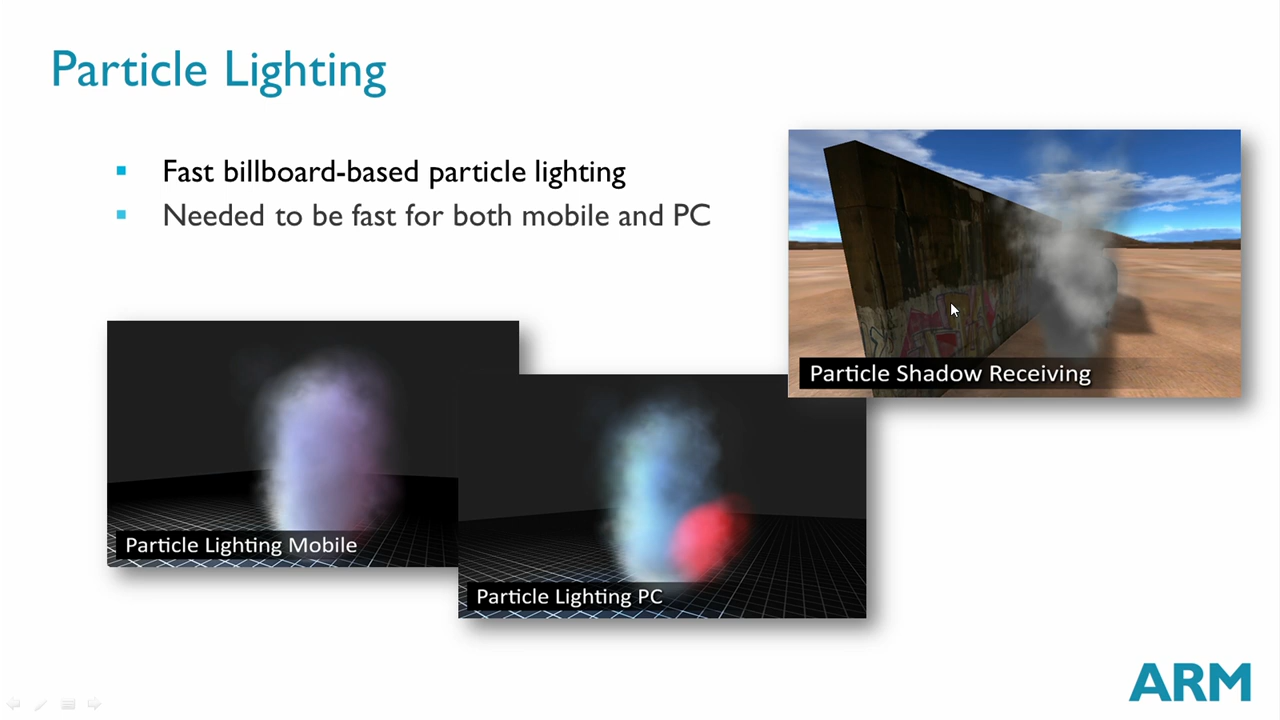 Particle Lighting
Fast billboard-based particle lighting
Needed to be fast for both mobile and PC
Particle Shadow Receiving
Particle Lighting Mobile
Particle Lighting PC
ARM